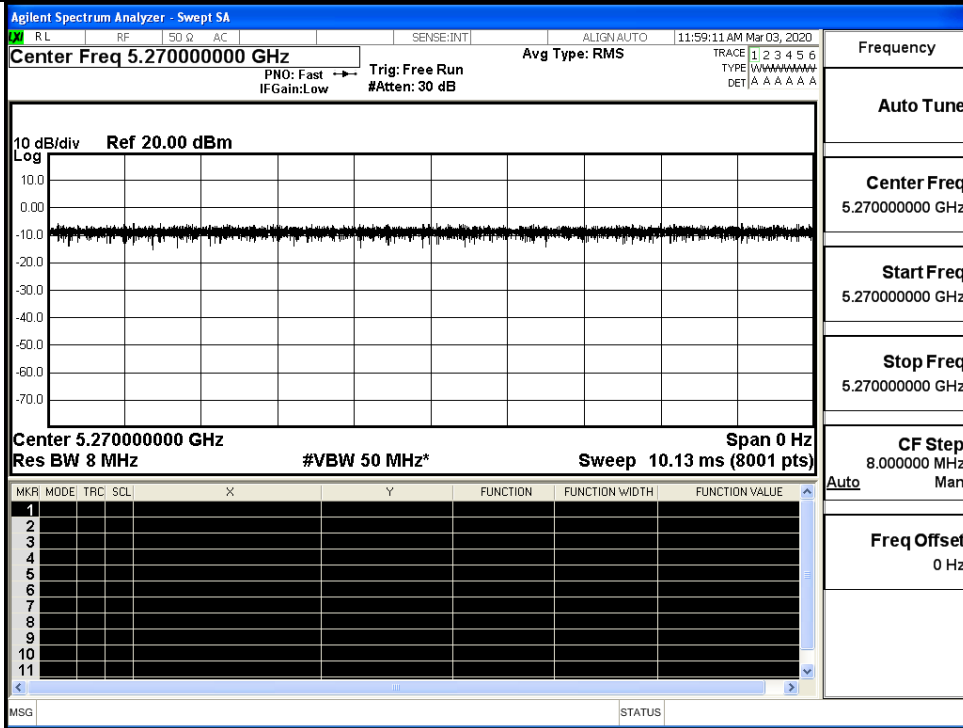 Agilent Spectrum Analyzer - Swept SA
LXI RL RF 50 Ω AC SENSE:INT ALIGN AUTO 11:59:11 AM Mar 03, 2020
Center Freq 5.270000000 GHz
PNO: Fast
IFGain:Low
Trig: Free Run
#Atten: 30 dB
Avg Type: RMS
TRACE 1 2 3 4 5 6
TYPE WWWWWW
DET A A A A A A
10 dB/div Ref 20.00 dBm
Log
10.0
0.00
-10.0
-20.0
-30.0
-40.0
-50.0
-60.0
-70.0
Center 5.270000000 GHz Span 0 Hz
Res BW 8 MHz #VBW 50 MHz* Sweep 10.13 ms (8001 pts)
MKR MODE TRC SCL X Y FUNCTION FUNCTION WIDTH FUNCTION VALUE
1
2
3
4
5
6
7
8
9
10
11
MSG STATUS
Frequency
Auto Tune
Center Freq
5.270000000 GHz
Start Freq
5.270000000 GHz
Stop Freq
5.270000000 GHz
CF Step
8.000000 MHz
Auto Man
Freq Offset
0 Hz